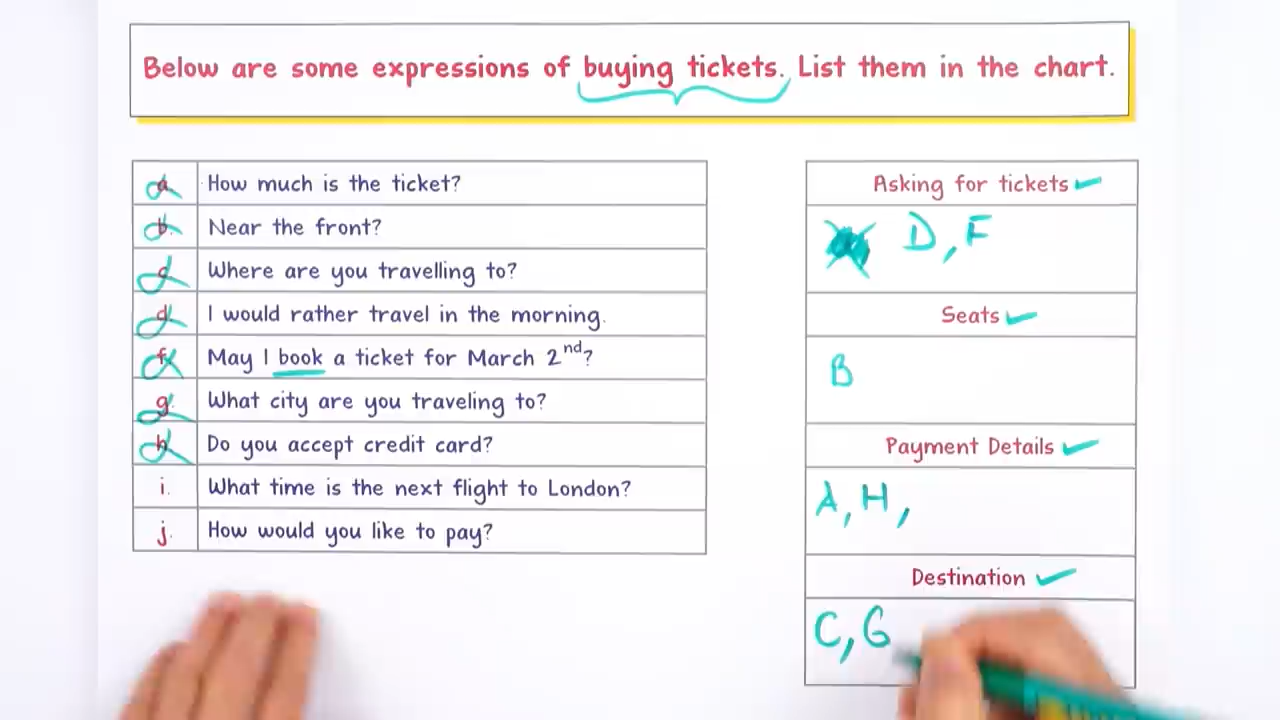 Below are some expressions of buying tickets. List them in the chart.
a. How much is the ticket?
b. Near the front?
c. Where are you travelling to?
d. I would rather travel in the morning.
f. May I book a ticket for March 2nd?
g. What city are you traveling to?
h. Do you accept credit card?
i. What time is the next flight to London?
j. How would you like to pay?
Asking for tickets
D, F
Seats
B
Payment Details
A, H,
Destination
C, G